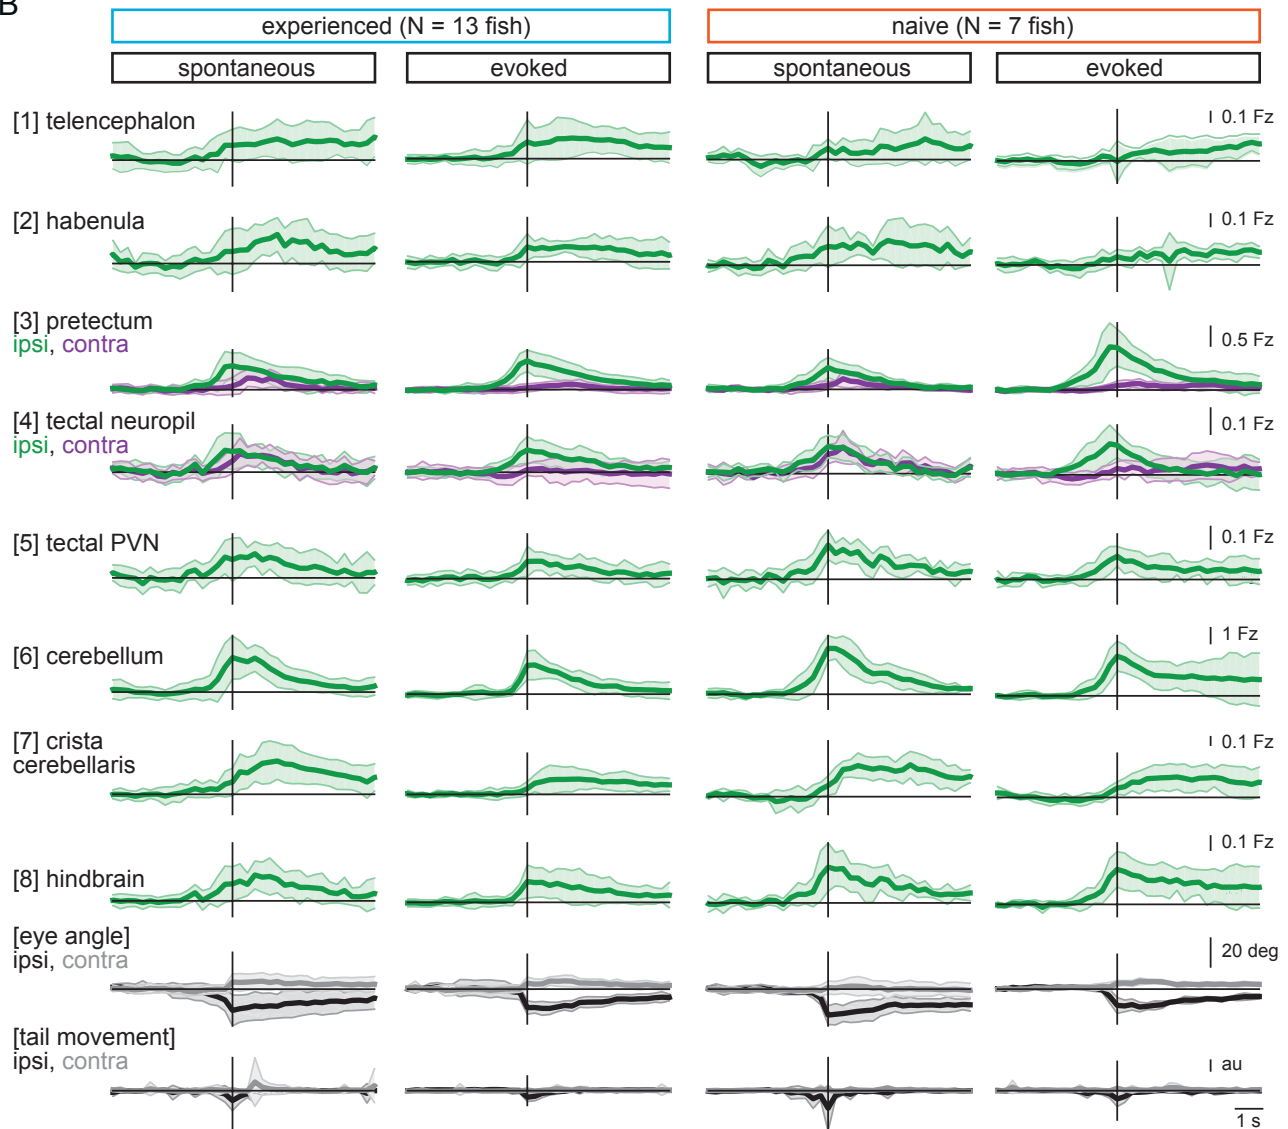 B
experienced (N = 13 fish)
naive (N = 7 fish)
spontaneous
evoked
spontaneous
evoked
[1] telencephalon
0.1 Fz
[2] habenula
0.1 Fz
[3] pretectum
ipsi, contra
0.5 Fz
[4] tectal neuropil
ipsi, contra
0.1 Fz
[5] tectal PVN
0.1 Fz
[6] cerebellum
1 Fz
[7] crista
cerebellaris
0.1 Fz
[8] hindbrain
0.1 Fz
[eye angle]
ipsi, contra
20 deg
[tail movement]
ipsi, contra
au
1 s